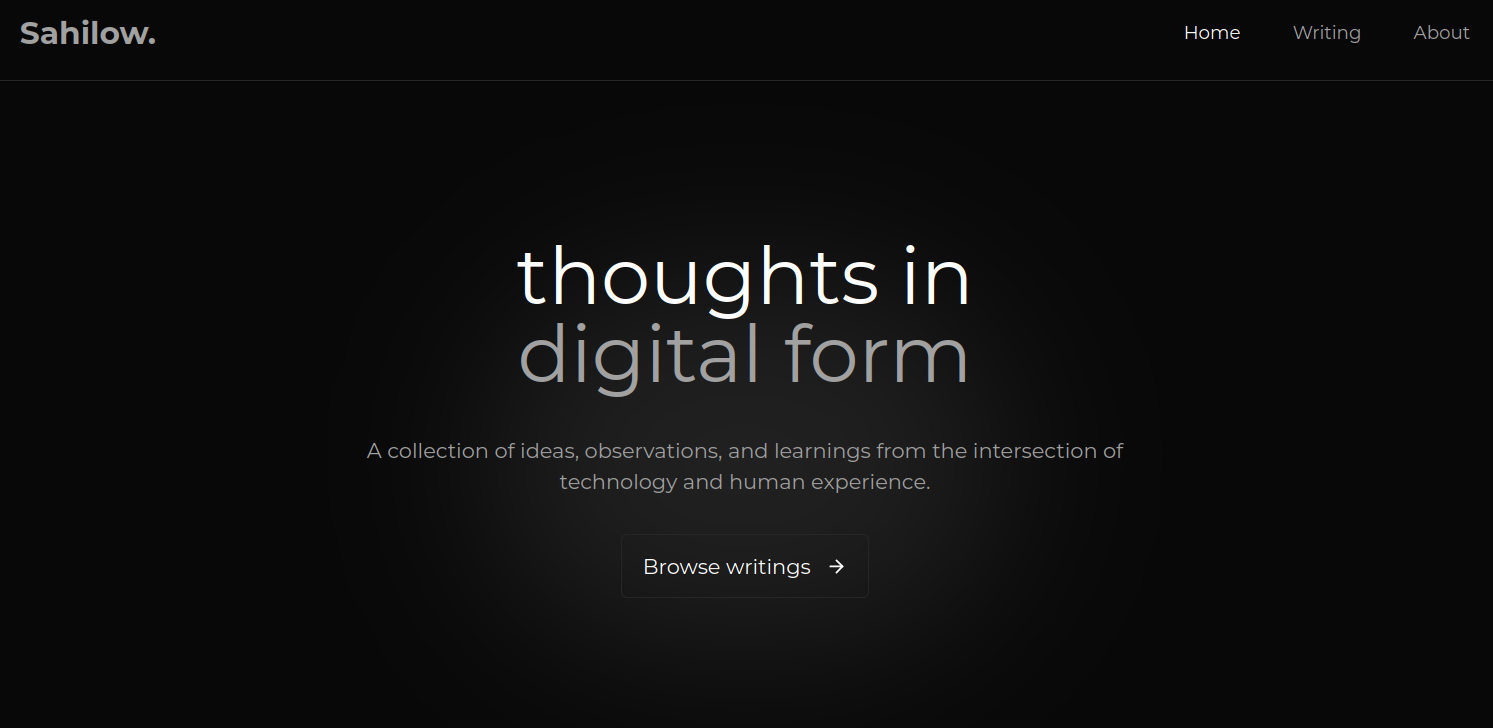 Sahilow.
Home Writing About
thoughts in
digital form
A collection of ideas, observations, and learnings from the intersection of
technology and human experience.
Browse writings →